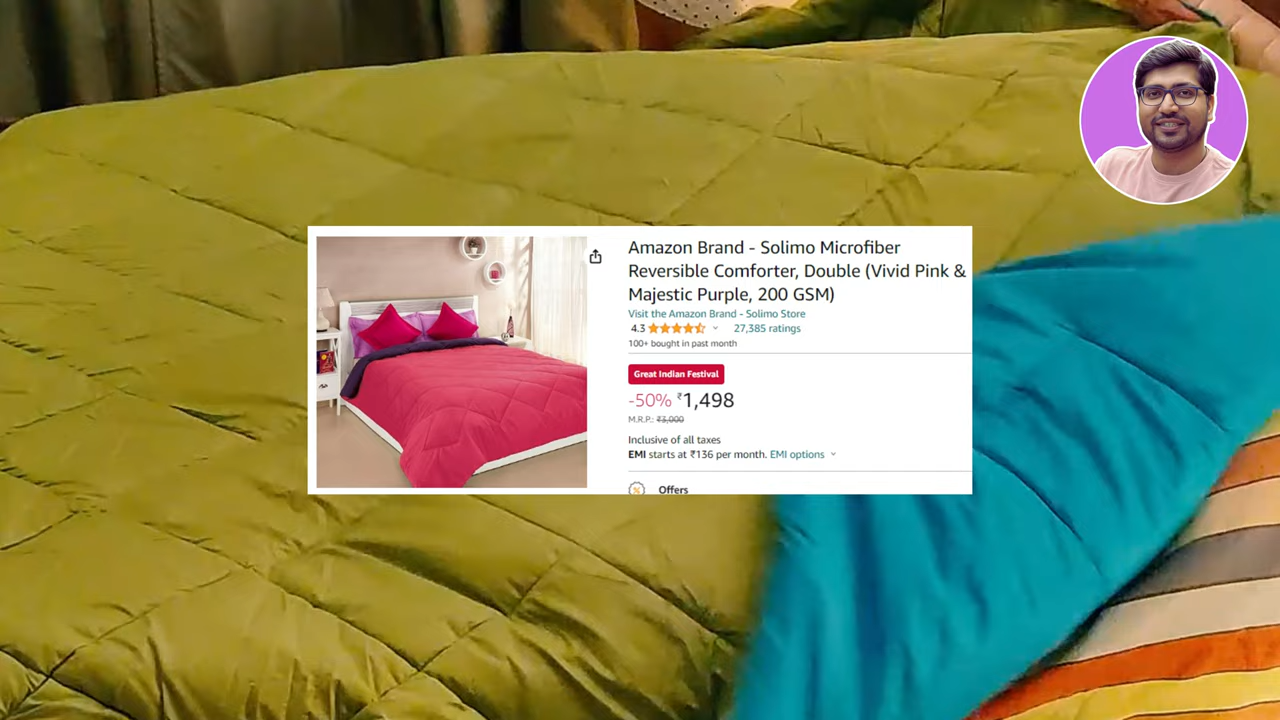 Amazon Brand - Solimo Microfiber
Reversible Comforter, Double (Vivid Pink &
Majestic Purple, 200 GSM)
Visit the Amazon Brand - Solimo Store
4.3 27,385 ratings
100+ bought in past month
Great Indian Festival
-50% ₹1,498
M.R.P.: ₹3,000
Inclusive of all taxes
EMI starts at ₹136 per month. EMI options
Offers